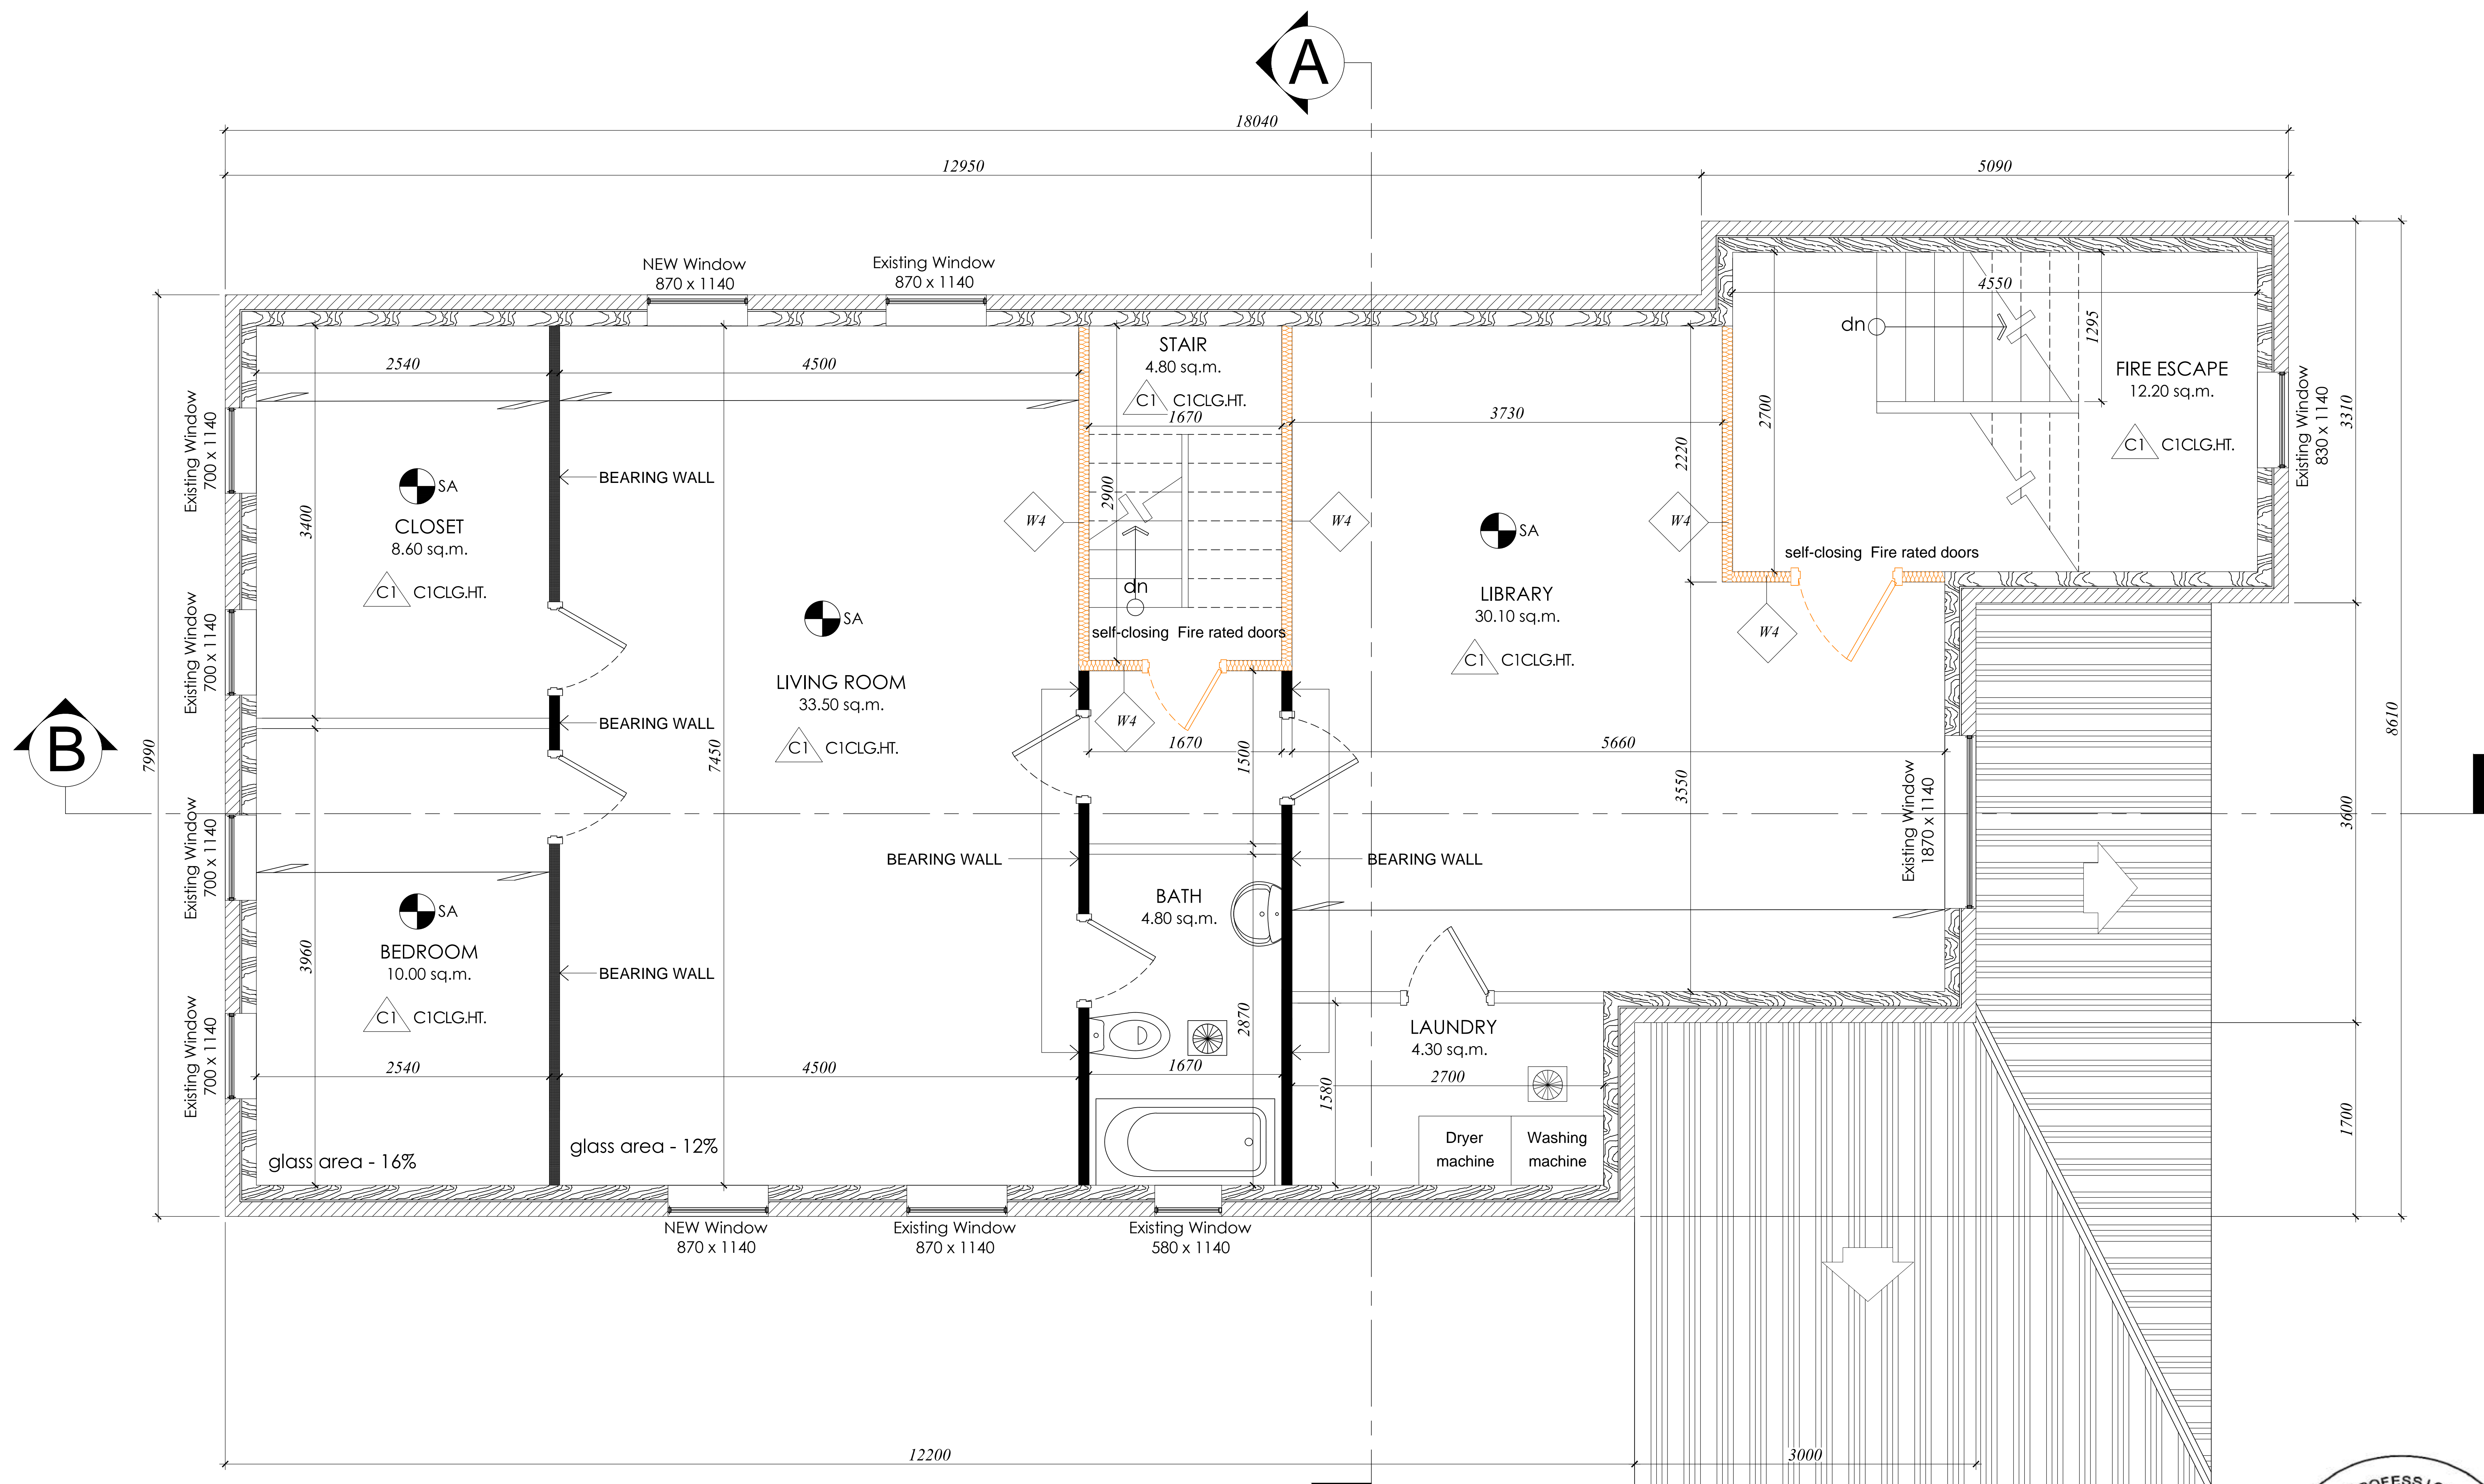 A
18040
12950
5090
NEW Window
870 x 1140
Existing Window
870 x 1140
4550
dn
1295
STAIR
4.80 sq.m.
C1 C1CLG.HT.
1670
2540
4500
FIRE ESCAPE
12.20 sq.m.
C1 C1CLG.HT.
Existing Window
830 x 1140
3310
3730
2700
2220
Existing Window
700 x 1140
BEARING WALL
SA
CLOSET
8.60 sq.m.
C1 C1CLG.HT.
3400
2900
W4
W4
W4
SA
LIBRARY
30.10 sq.m.
C1 C1CLG.HT.
self-closing Fire rated doors
W4
dn
self-closing Fire rated doors
SA
LIVING ROOM
33.50 sq.m.
C1 C1CLG.HT.
Existing Window
700 x 1140
BEARING WALL
W4
1670
1500
5660
3550
8610
B
7990
7450
Existing Window
1870 x 1140
3600
Existing Window
700 x 1140
BEARING WALL
BEARING WALL
BATH
4.80 sq.m.
SA
BEDROOM
10.00 sq.m.
C1 C1CLG.HT.
3960
BEARING WALL
Existing Window
700 x 1140
2870
LAUNDRY
4.30 sq.m.
2540
4500
1670
2700
1580
1700
Dryer
machine
Washing
machine
glass area - 16%
glass area - 12%
NEW Window
870 x 1140
Existing Window
870 x 1140
Existing Window
580 x 1140
12200
3000